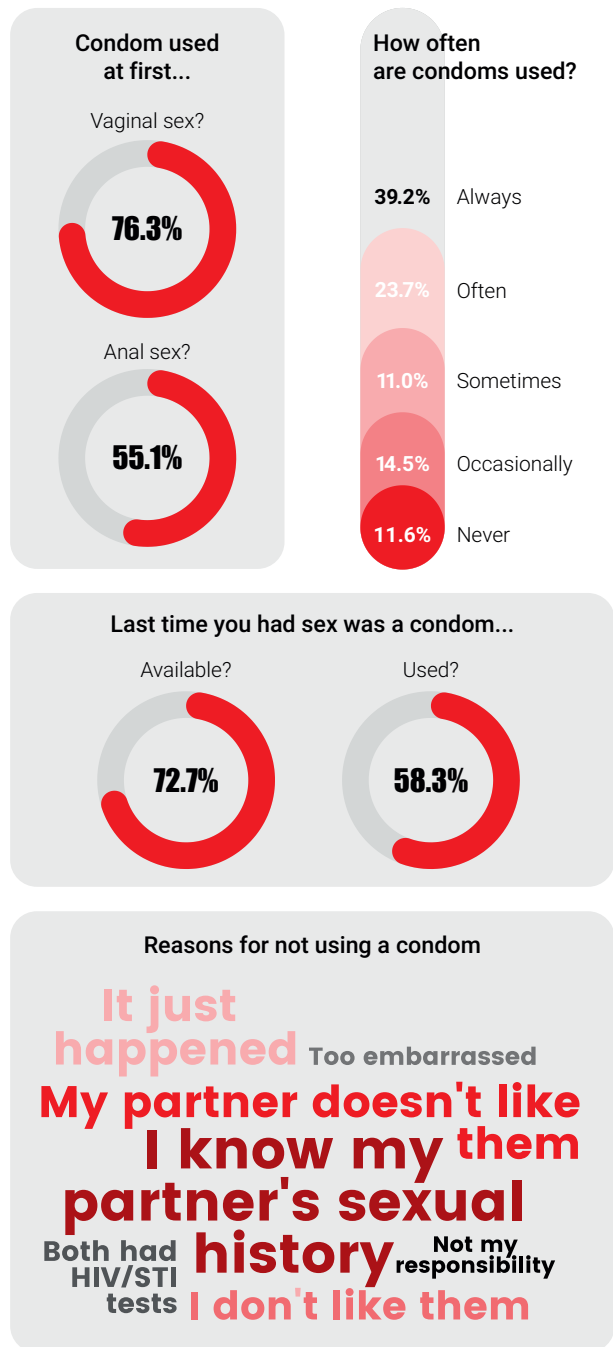 Condom used
at first...
Vaginal sex?
76.3%
Anal sex?
55.1%
How often
are condoms used?
39.2% Always
23.7% Often
11.0% Sometimes
14.5% Occasionally
11.6% Never
Last time you had sex was a condom...
Available?
72.7%
Used?
58.3%
Reasons for not using a condom
It just
happened
Too embarrassed
My partner doesn't like
them
I know my
partner's sexual
history
Both had
HIV/STI
tests
Not my
responsibility
I don't like them